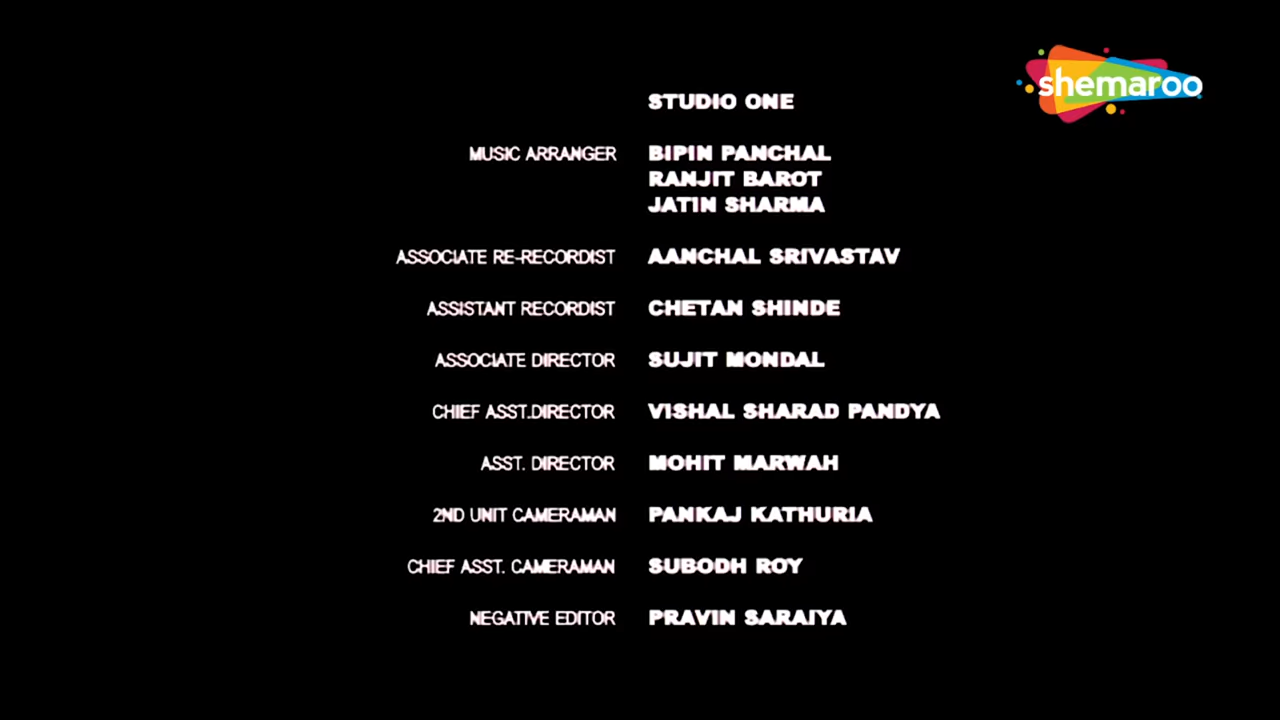 shemaroo
STUDIO ONE
MUSIC ARRANGER BIPIN PANCHAL
RANJIT BAROT
JATIN SHARMA
ASSOCIATE RE-RECORDIST AANCHAL SRIVASTAV
ASSISTANT RECORDIST CHETAN SHINDE
ASSOCIATE DIRECTOR SUJIT MONDAL
CHIEF ASST.DIRECTOR VISHAL SHARAD PANDYA
ASST. DIRECTOR MOHIT MARWAH
2ND UNIT CAMERAMAN PANKAJ KATHURIA
CHIEF ASST. CAMERAMAN SUBODH ROY
NEGATIVE EDITOR PRAVIN SARAIYA